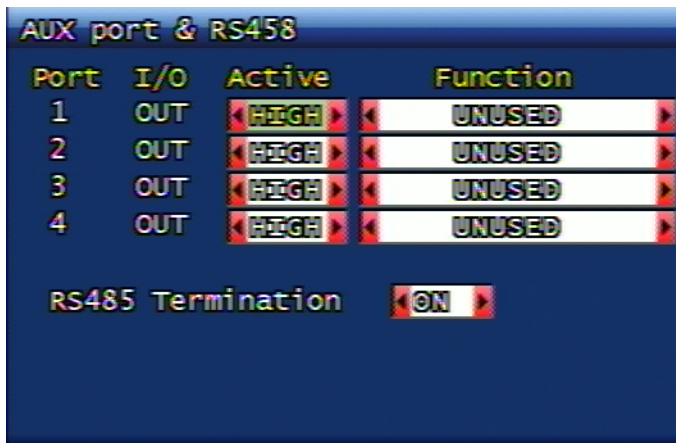 AUX port & RS458
Port I/O Active Function
1 OUT HIGH UNUSED
2 OUT HIGH UNUSED
3 OUT HIGH UNUSED
4 OUT HIGH UNUSED
RS485 Termination ON